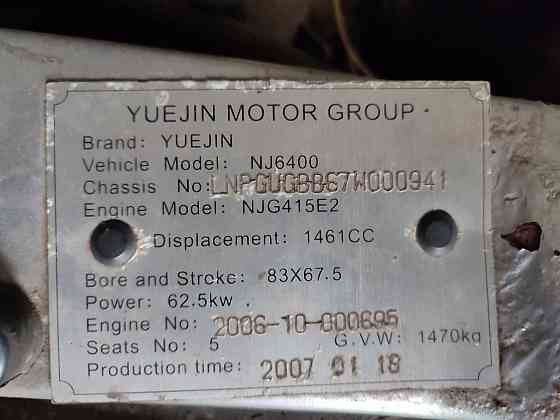 YUEJIN MOTOR GROUP
Brand: YUEJIN
Vehicle Model: NJ6400
Chassis No: LNPGUGBB67W000941
Engine Model: NJG415E2
Displacement: 1461CC
Bore and Stroke: 83X67.5
Power: 62.5kw
Engine No: 2006-10-000695
Seats No: 5 G.V.W: 1470kg
Production time: 2007 01 18